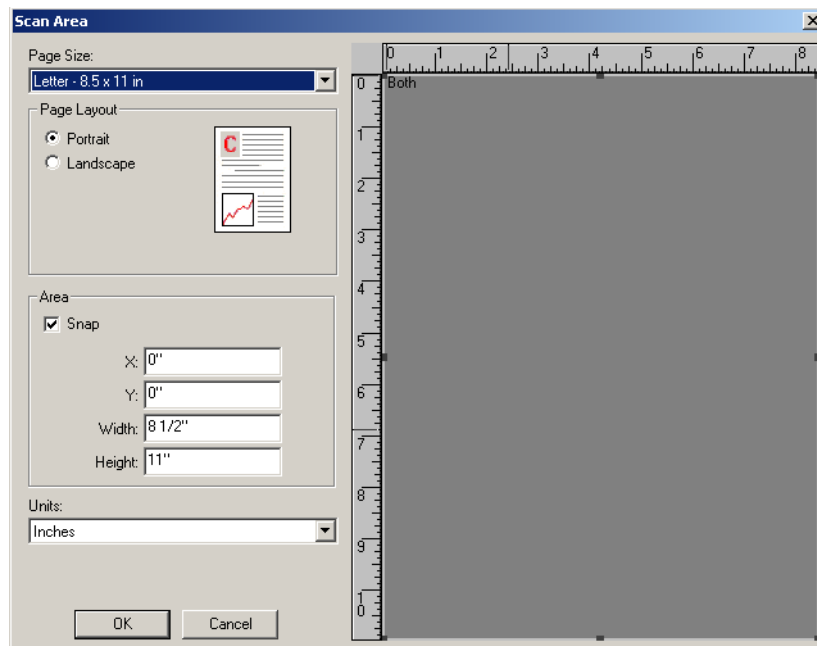 Scan Area
Page Size:
Letter - 8.5 x 11 in
Page Layout
Portrait
Landscape
C
Area
Snap
X: 0"
Y: 0"
Width: 8 1/2"
Height: 11"
Units:
Inches
OK Cancel
0 1 2 3 4 5 6 7 8
Both
0
1
2
3
4
5
6
7
8
9
10